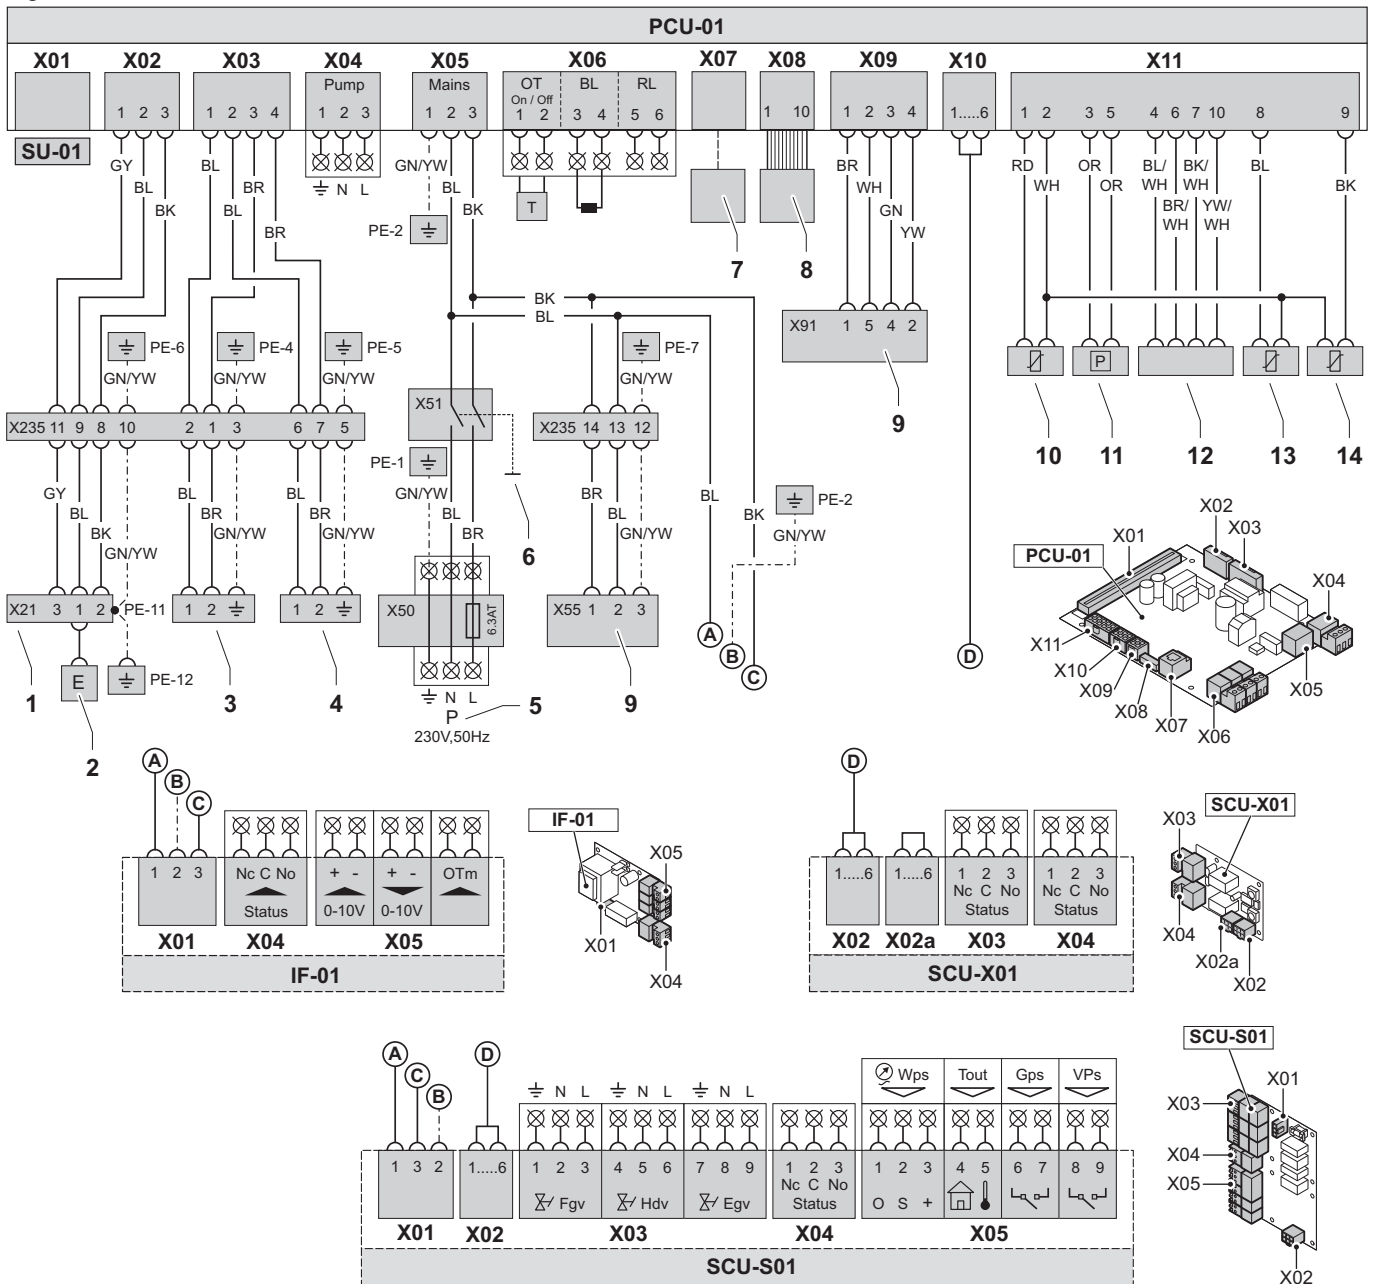 PCU-01
X01 X02 X03 X04 X05 X06 X07 X08 X09 X10 X11
Pump Mains OT BL RL
On / Off
1 2 3 1 2 3 4 1 2 3 1 2 3 1 2 3 4 5 6 1 10 1 2 3 4 1.....6 1 2 3 5 4 6 7 10 8 9
SU-01
GY BL GN/YW BL BR RD OR BL/ BK/ BL
WH WH
BL BR N L BL WH WH OR BR/ YW/ BK
WH WH
BK BL BK T GN
BR PE-2 YW
7 8
BK
BL
X91 1 5 4 2
PE-6 PE-4 PE-5 PE-7 P
GN/YW GN/YW GN/YW GN/YW
X51 9 10 11 12 13 14
X235 11 9 8 10 2 1 3 6 7 5 X235 14 13 12
PE-1
GY BL BL GN/YW BR BL PE-2
BL BR BR BL BL BK
BK GN/YW GN/YW BR 6 GN/YW GN/YW
GN/YW
X21 3 1 2 PE-11 1 2 1 2 X50 6.3AT X55 1 2 3
A
B
C
D
E PE-12 N L
1 3 4 P 5 9
2 230V,50Hz
X02
X01 X03
PCU-01
X04
X11
X10 X05
X09
X08 X07 X06
A
B
C
1 2 3 Nc C No + - + - OTm
Status 0-10V 0-10V
X01 X04 X05
IF-01
IF-01
X05
X01
X04
D
1.....6 1.....6 1 2 3 1 2 3
Nc C No Nc C No
Status Status
X02 X02a X03 X04
SCU-X01
SCU-X01
X03
X04
X02a
X02
A
C
B
D
Wps Tout Gps VPs
N L N L N L
1 3 2 1.....6 1 2 3 4 5 6 7 8 9 1 2 3 1 2 3 4 5 6 7 8 9
Nc C No
Fgv Hdv Egv Status O S +
X01 X02 X03 X04 X05
SCU-S01
SCU-S01
X01
X03
X04
X05
X02